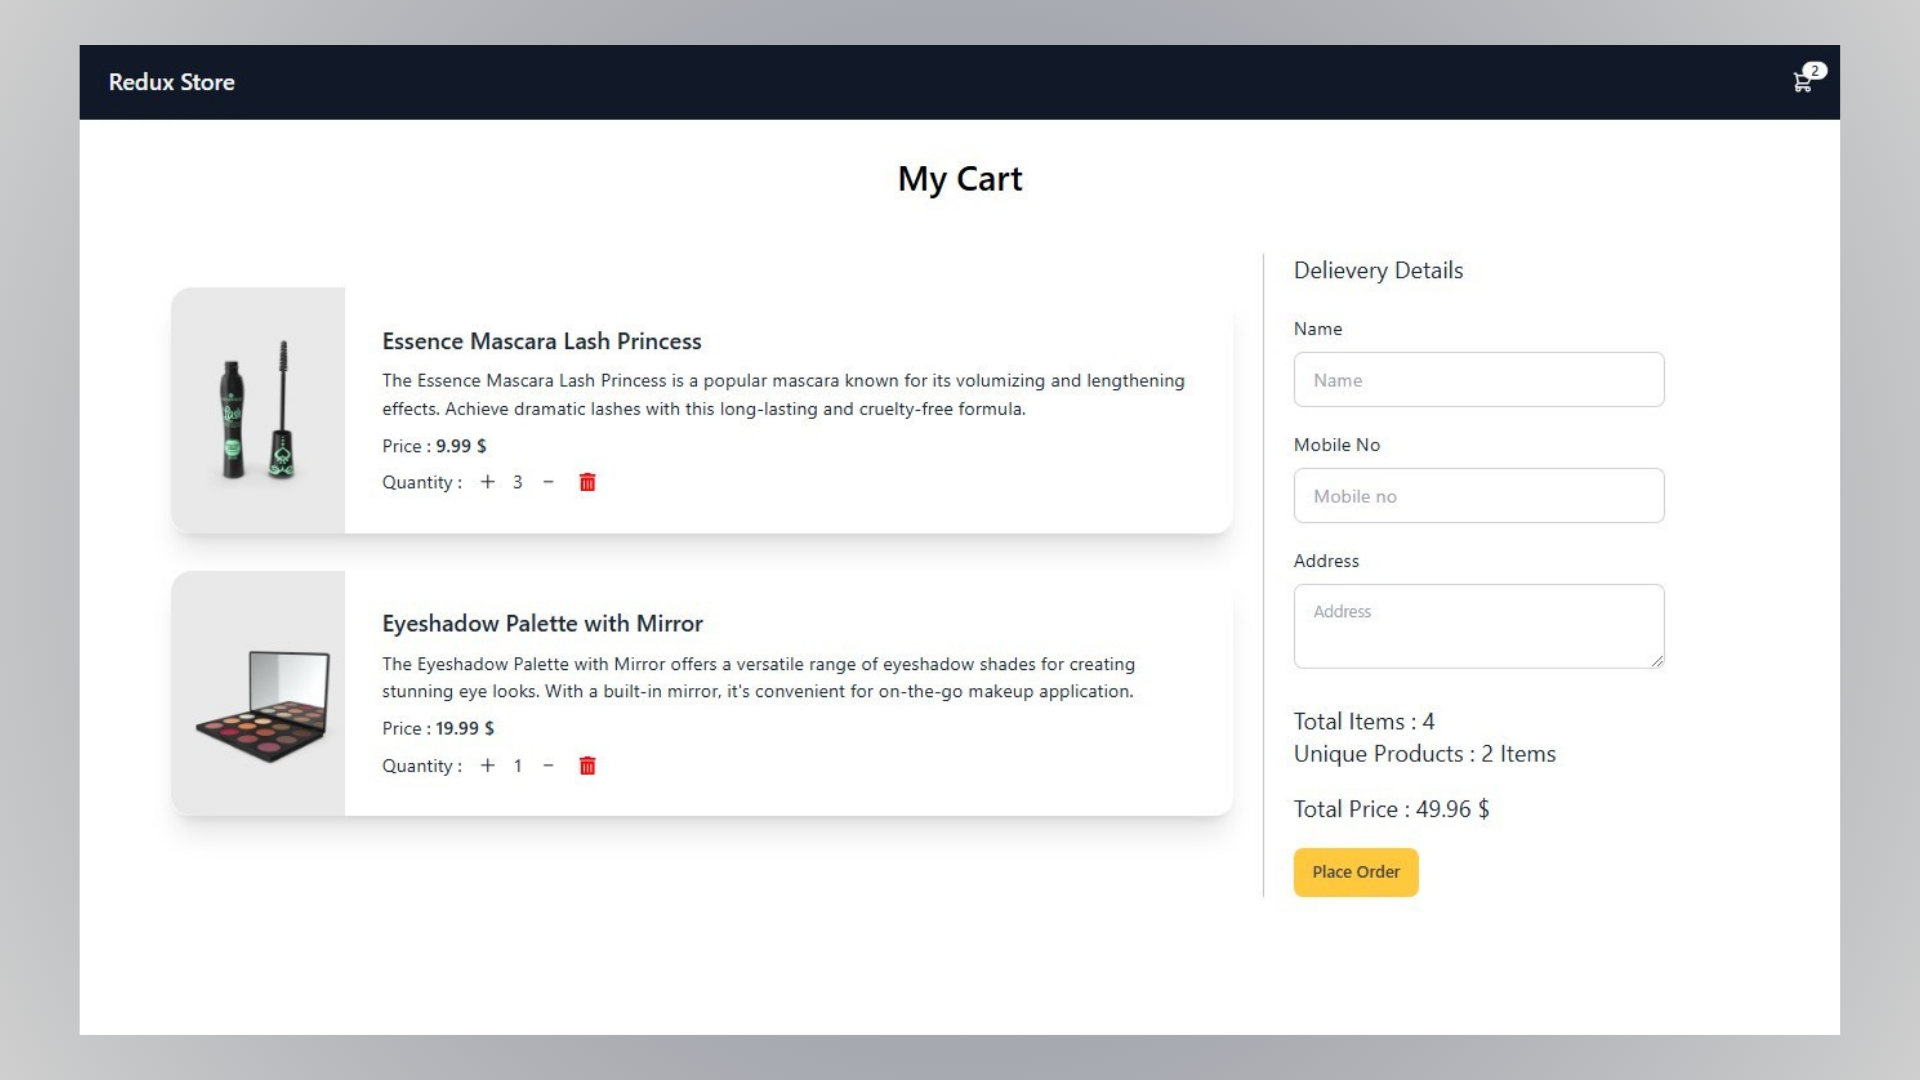 Redux Store
2
My Cart
Essence Mascara Lash Princess
The Essence Mascara Lash Princess is a popular mascara known for its volumizing and lengthening
effects. Achieve dramatic lashes with this long-lasting and cruelty-free formula.
Price : 9.99 $
Quantity : + 3 −
Eyeshadow Palette with Mirror
The Eyeshadow Palette with Mirror offers a versatile range of eyeshadow shades for creating
stunning eye looks. With a built-in mirror, it's convenient for on-the-go makeup application.
Price : 19.99 $
Quantity : + 1 −
Delievery Details
Name
Name
Mobile No
Mobile no
Address
Address
Total Items : 4
Unique Products : 2 Items
Total Price : 49.96 $
Place Order